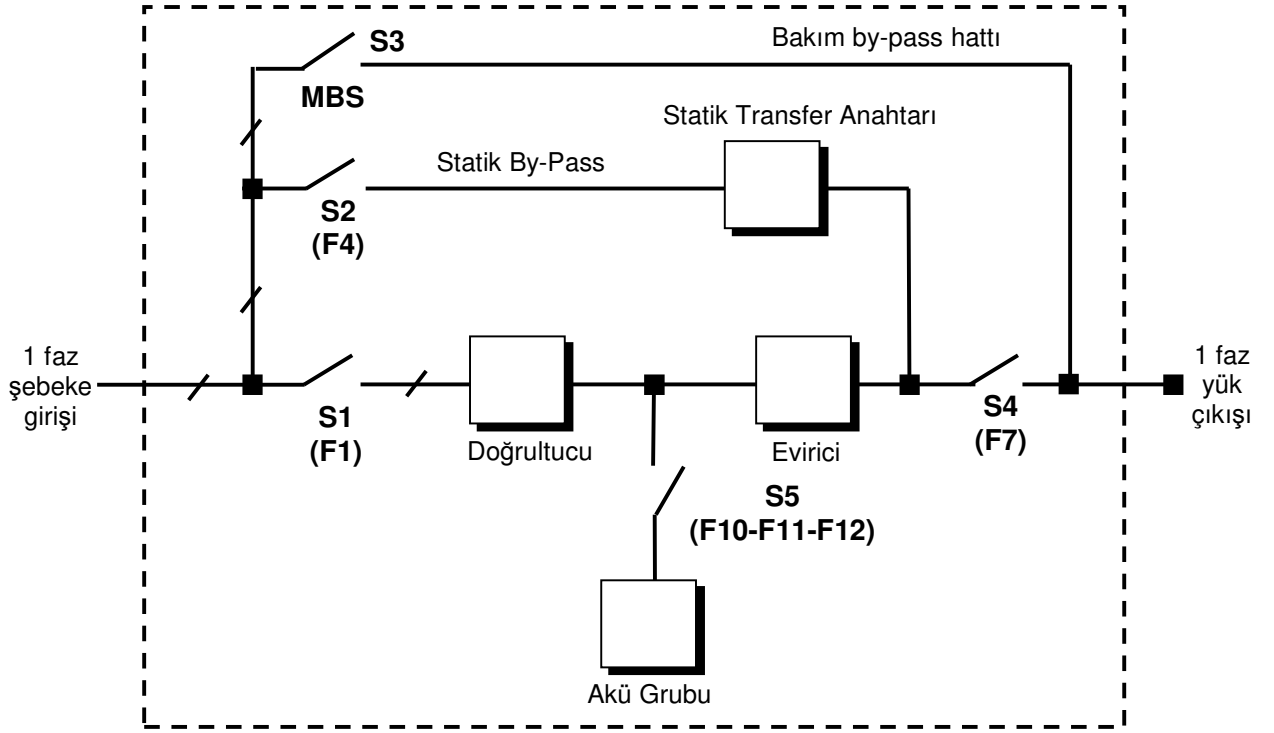 S3
Bakım by-pass hattı
MBS
Statik Transfer Anahtarı
Statik By-Pass
S2
(F4)
1 faz
şebeke
girişi
S1
(F1)
Doğrultucu
Evirici
S4
(F7)
1 faz
yük
çıkışı
S5
(F10-F11-F12)
Akü Grubu